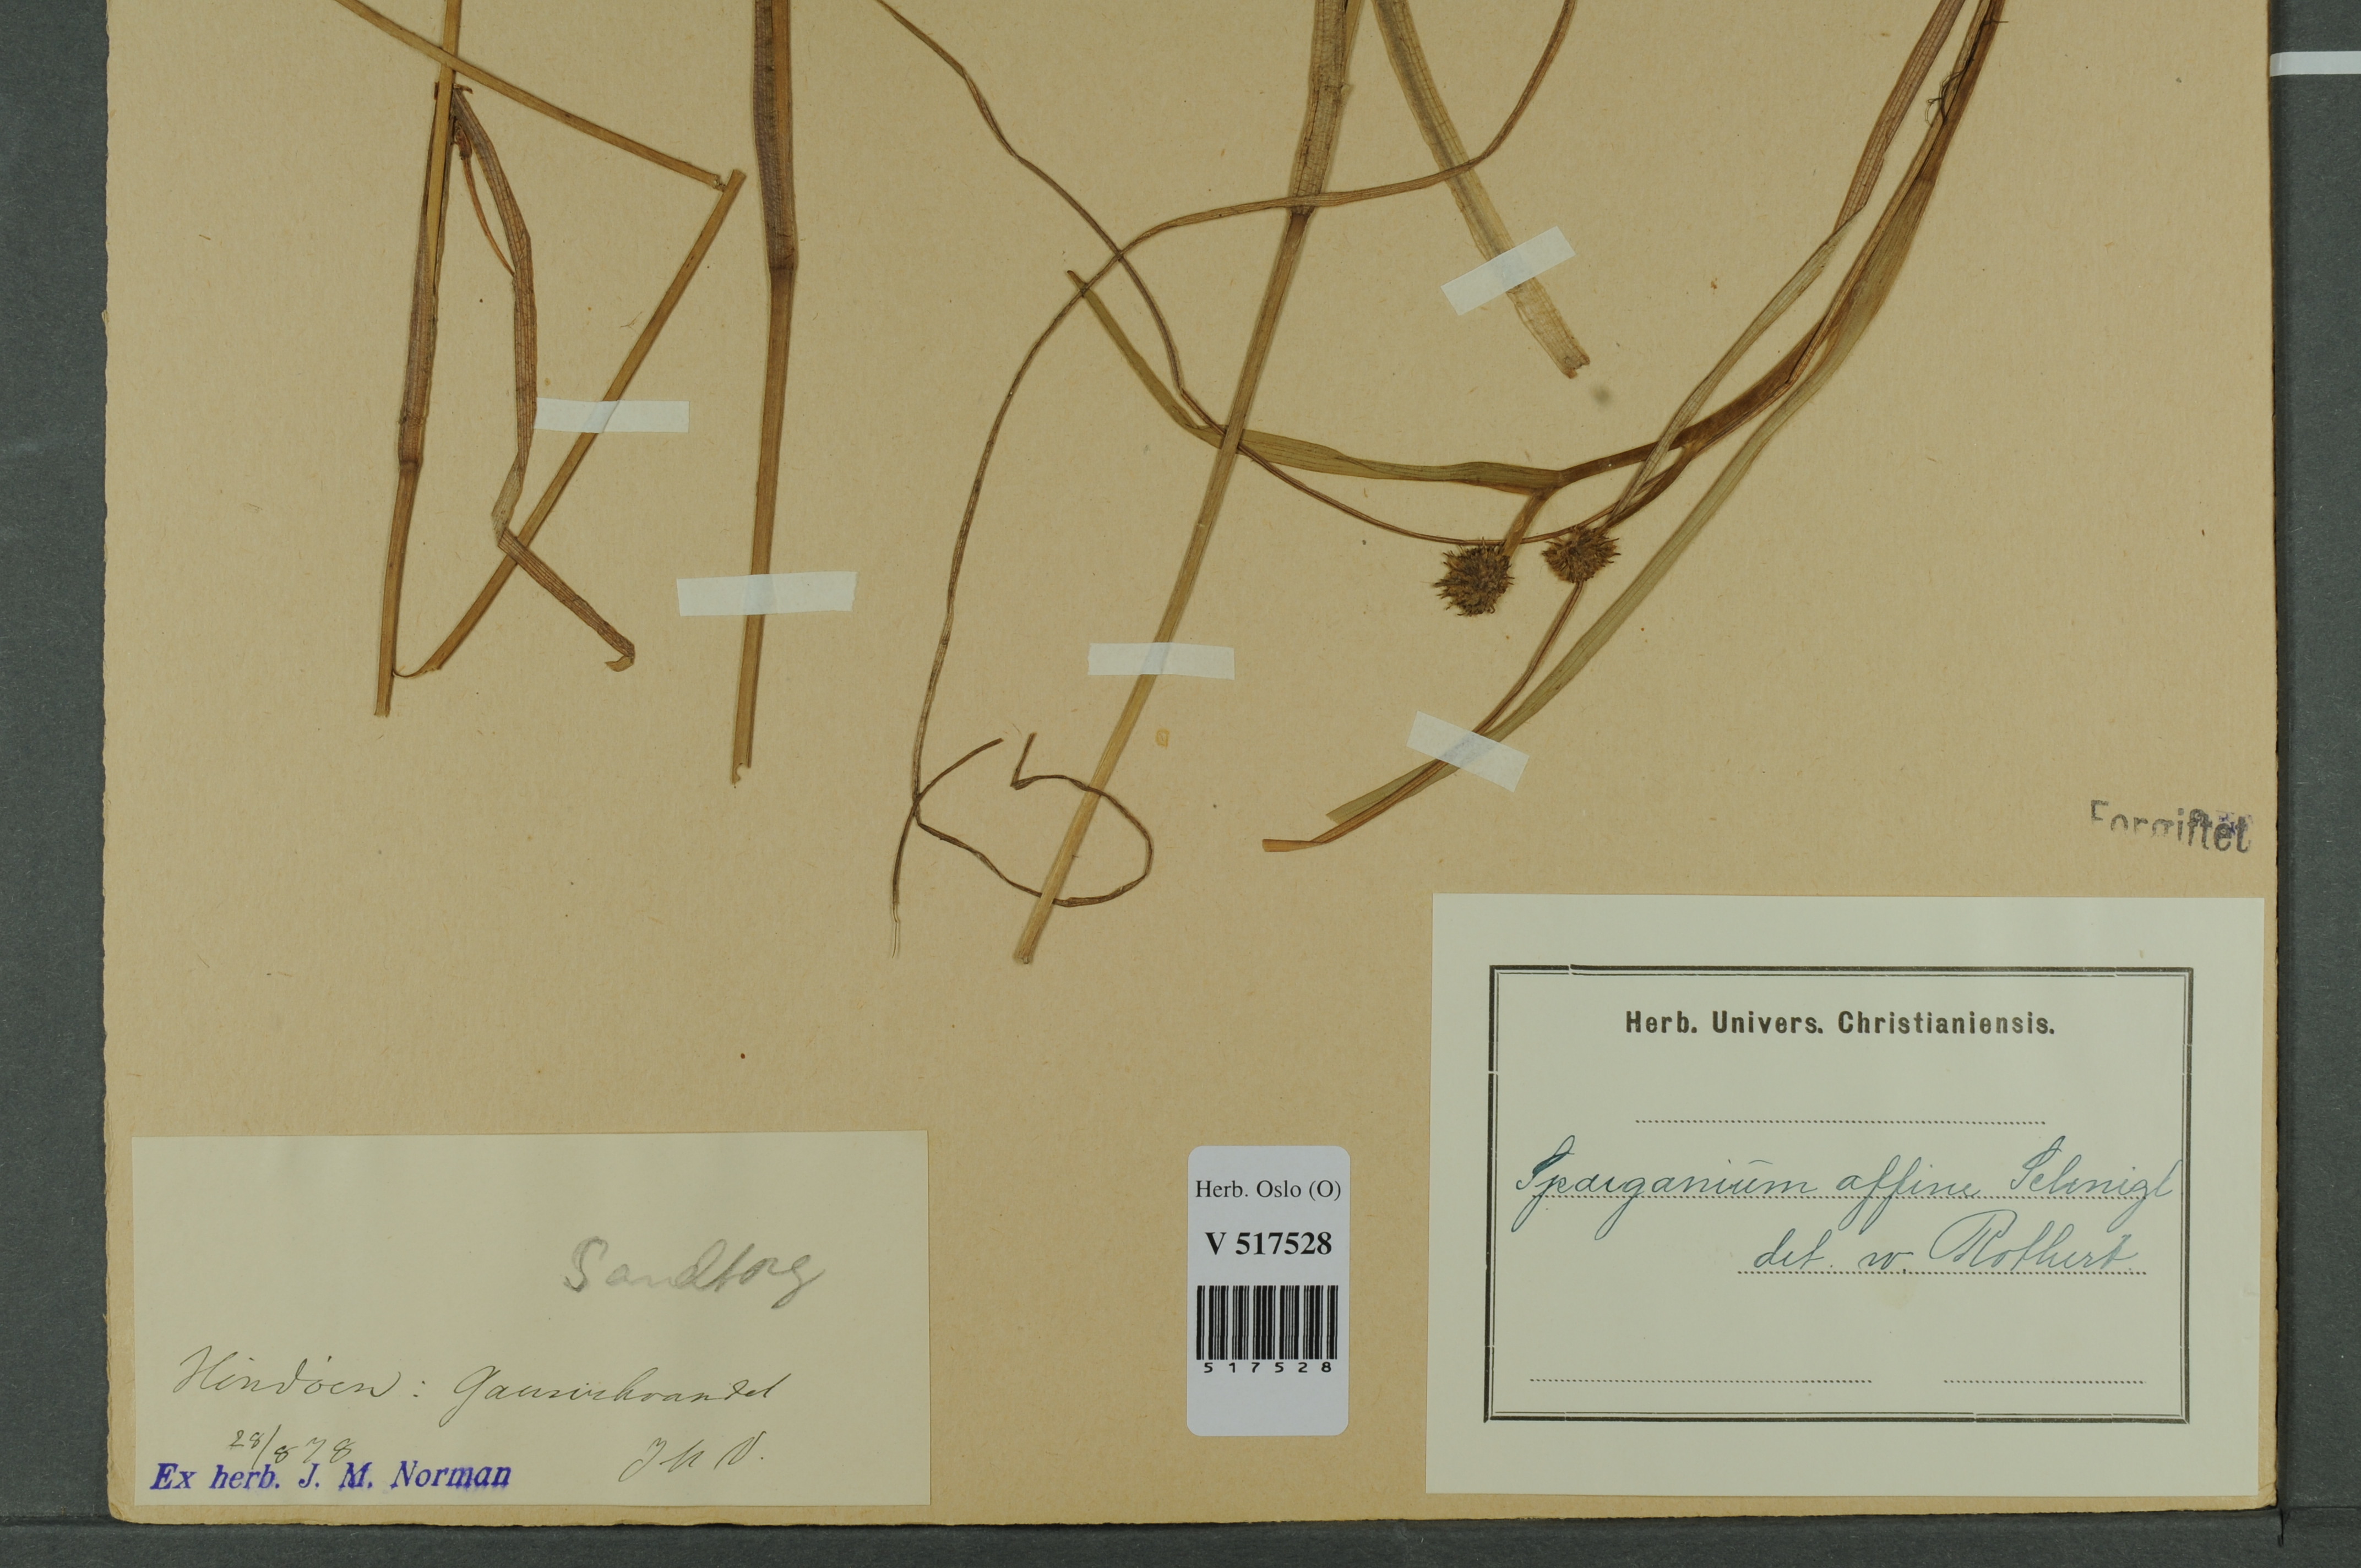 Forgiftet
Herb. Univers. Christianiensis.
Sparganium affine Schnizl
det. W. Rothert
Sandtorg
Hindöen: Gausvikvandet
28/8 78
J M N.
Ex herb. J. M. Norman
Herb. Oslo (O)
V 517528
517528